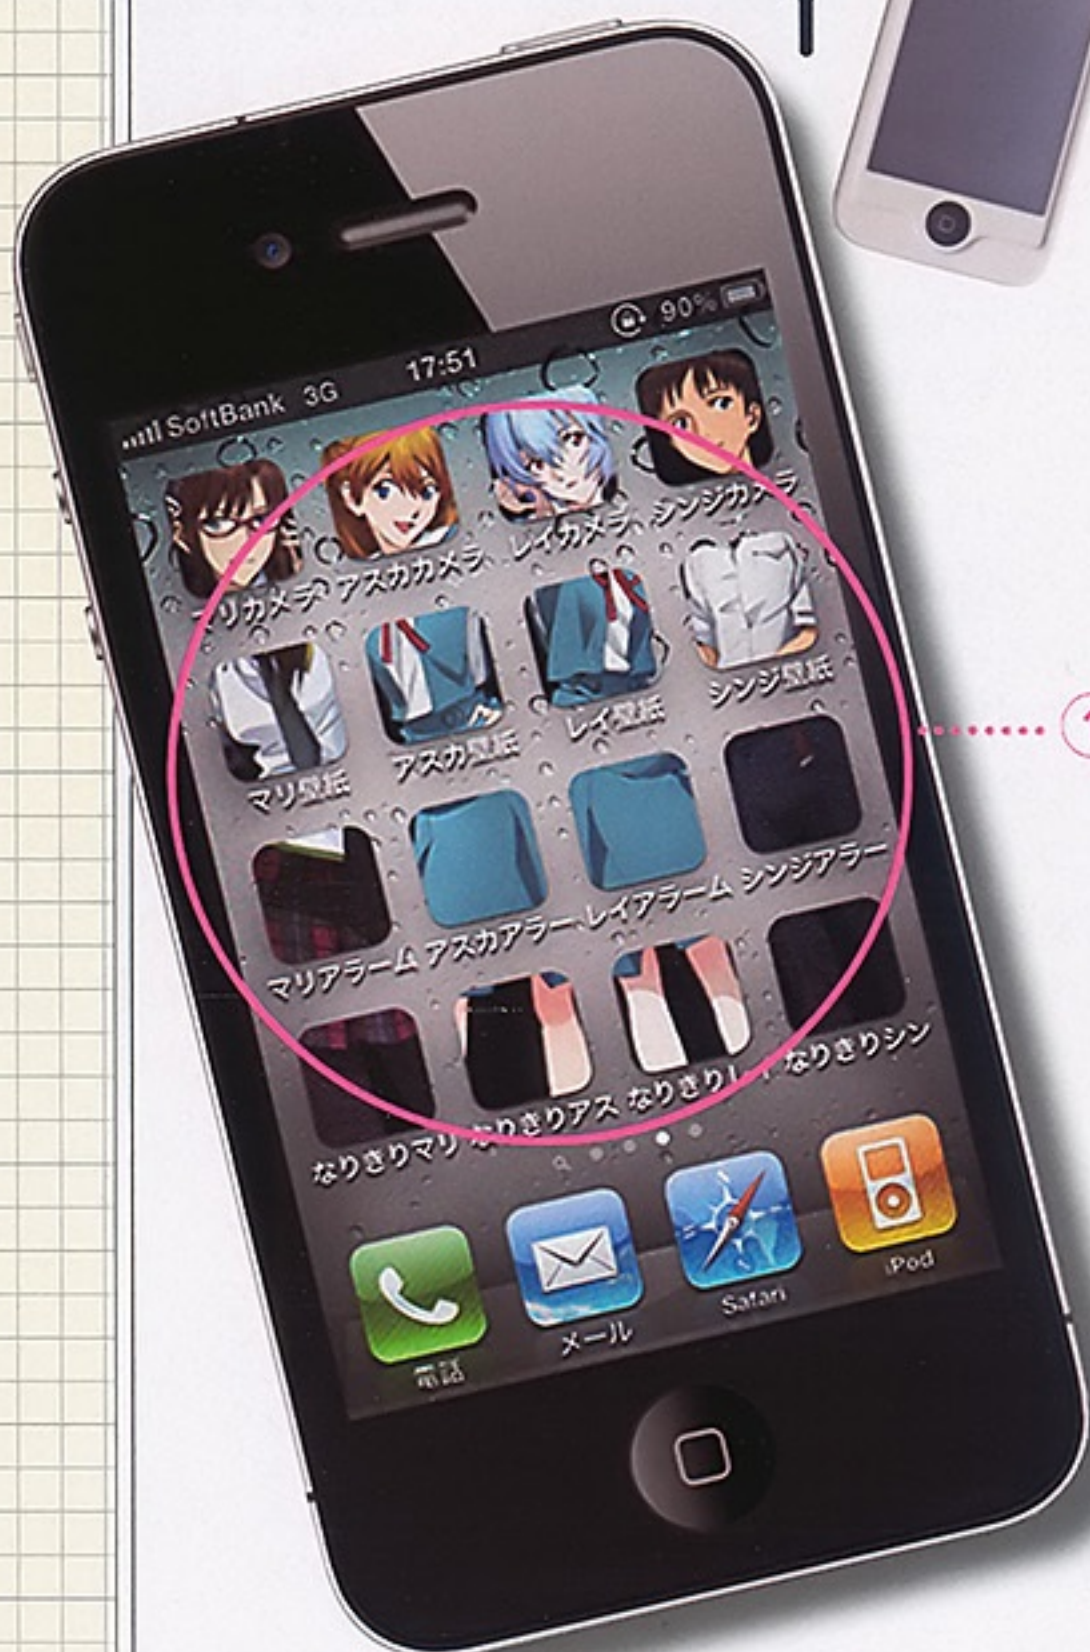 SoftBank 3G 17:51 90%
マリカメラ アスカカメラ レイカメラ シンジカメラ
マリ壁紙 アスカ壁紙 レイ壁紙 シンジ壁紙
マリアラーム アスカアラー レイアラーム シンジアラー
なりきりマリ なりきりアス なりきりレイ なりきりシン
電話 メール Safari iPod